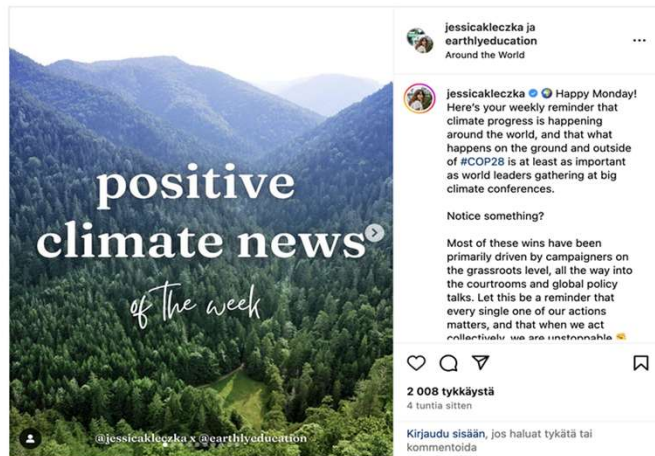 positive
climate news
of the week
@jessicakleczka x @earthlyeducation
jessicakleczka ja
earthlyeducation
Around the World
jessicakleczka Happy Monday!
Here's your weekly reminder that
climate progress is happening
around the world, and that what
happens on the ground and outside
of #COP28 is at least as important
as world leaders gathering at big
climate conferences.
Notice something?
Most of these wins have been
primarily driven by campaigners on
the grassroots level, all the way into
the courtrooms and global policy
talks. Let this be a reminder that
every single one of our actions
matters, and that when we act
collectively, we are unstoppable
2 008 tykkäystä
4 tuntia sitten
Kirjaudu sisään, jos haluat tykätä tai
kommentoida